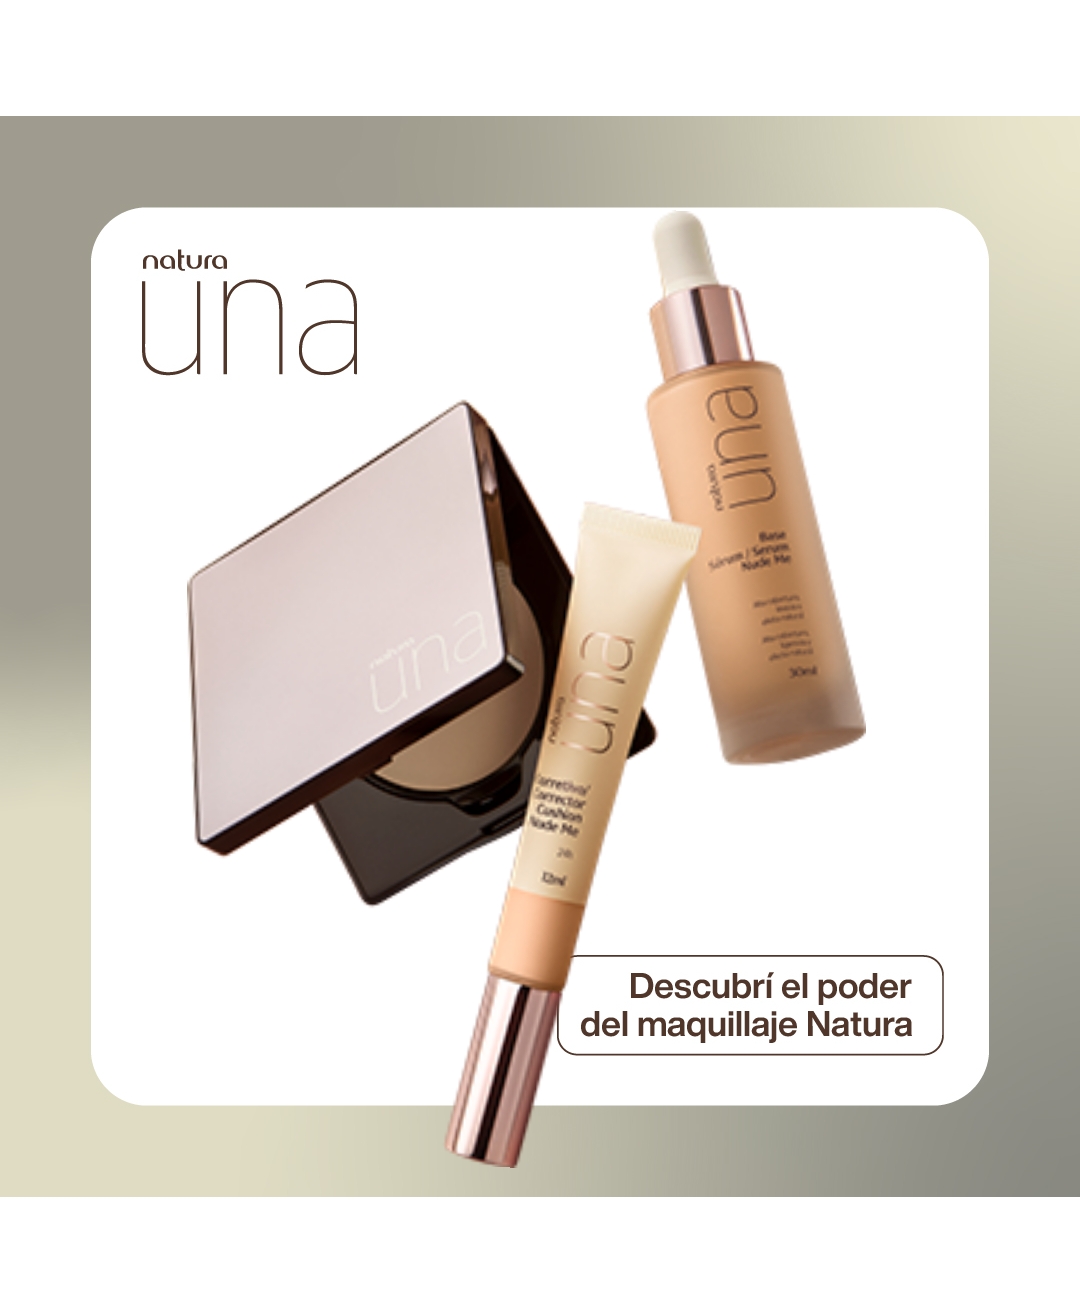 natura
una
natura
una
Base
Sérum / Serum
Nude Me
30ml
natura
una
natura
una
Corretivo/
Corrector
Cushion
Nude Me
24h
12ml
Descubrí el poder
del maquillaje Natura